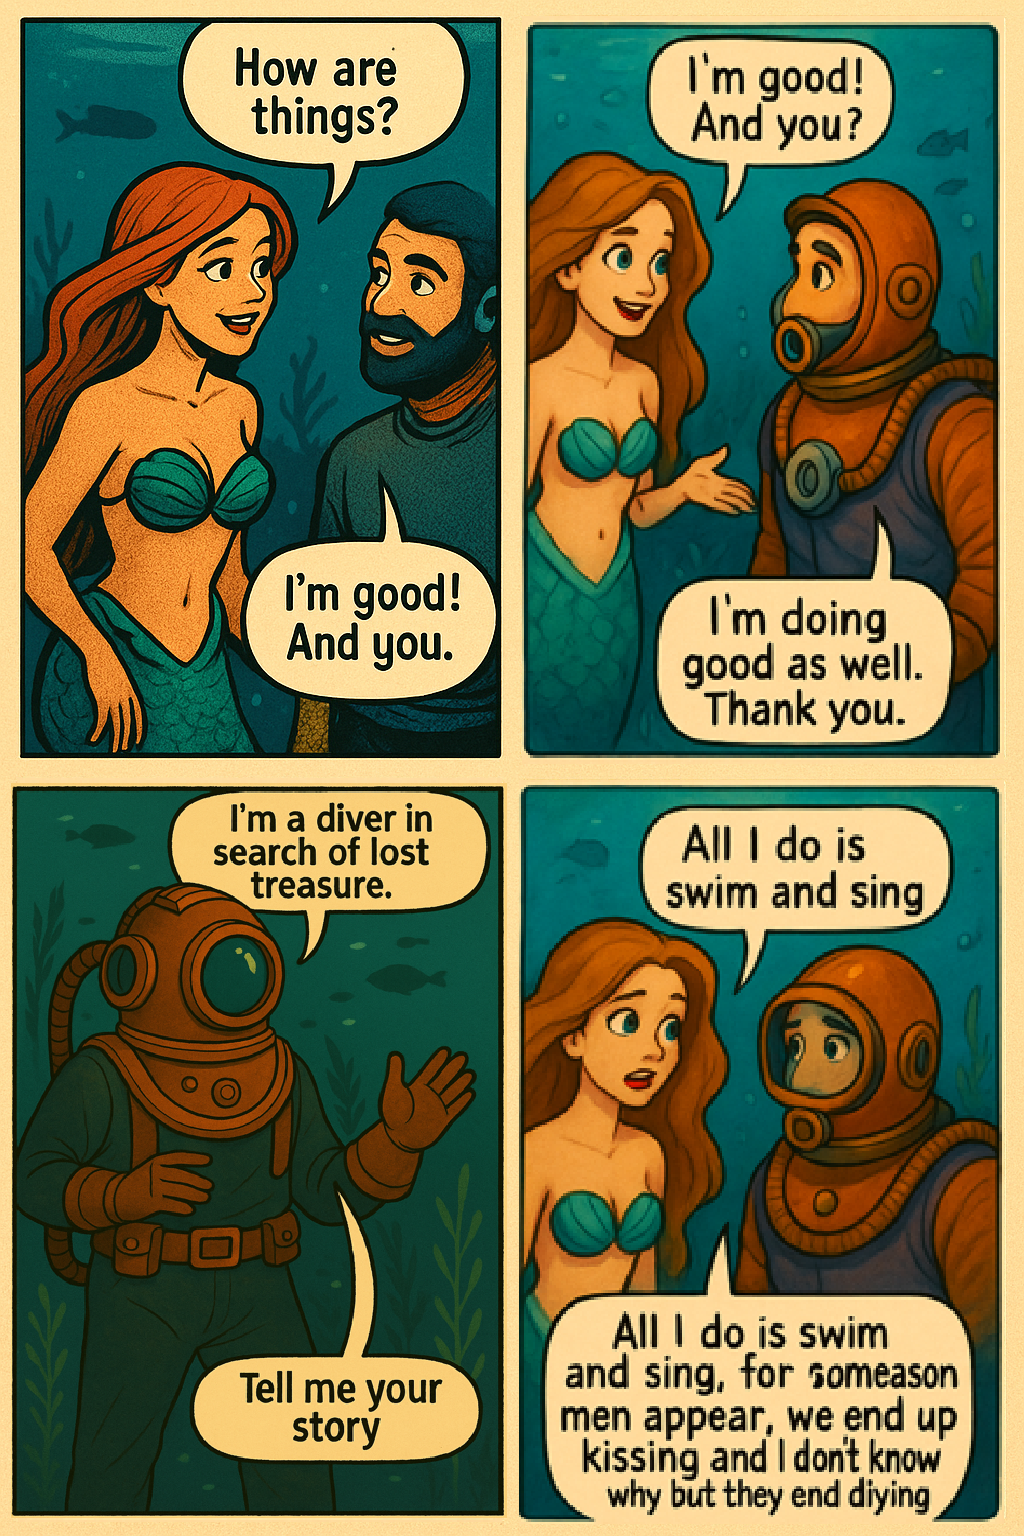 How are
things?
I'm good!
And you.
I'm good!
And you?
I'm doing
good as well.
Thank you.
I'm a diver in
search of lost
treasure.
Tell me your
story
All I do is
swim and sing
All I do is swim
and sing, for someason
men appear, we end up
kissing and I don't know
why but they end diying